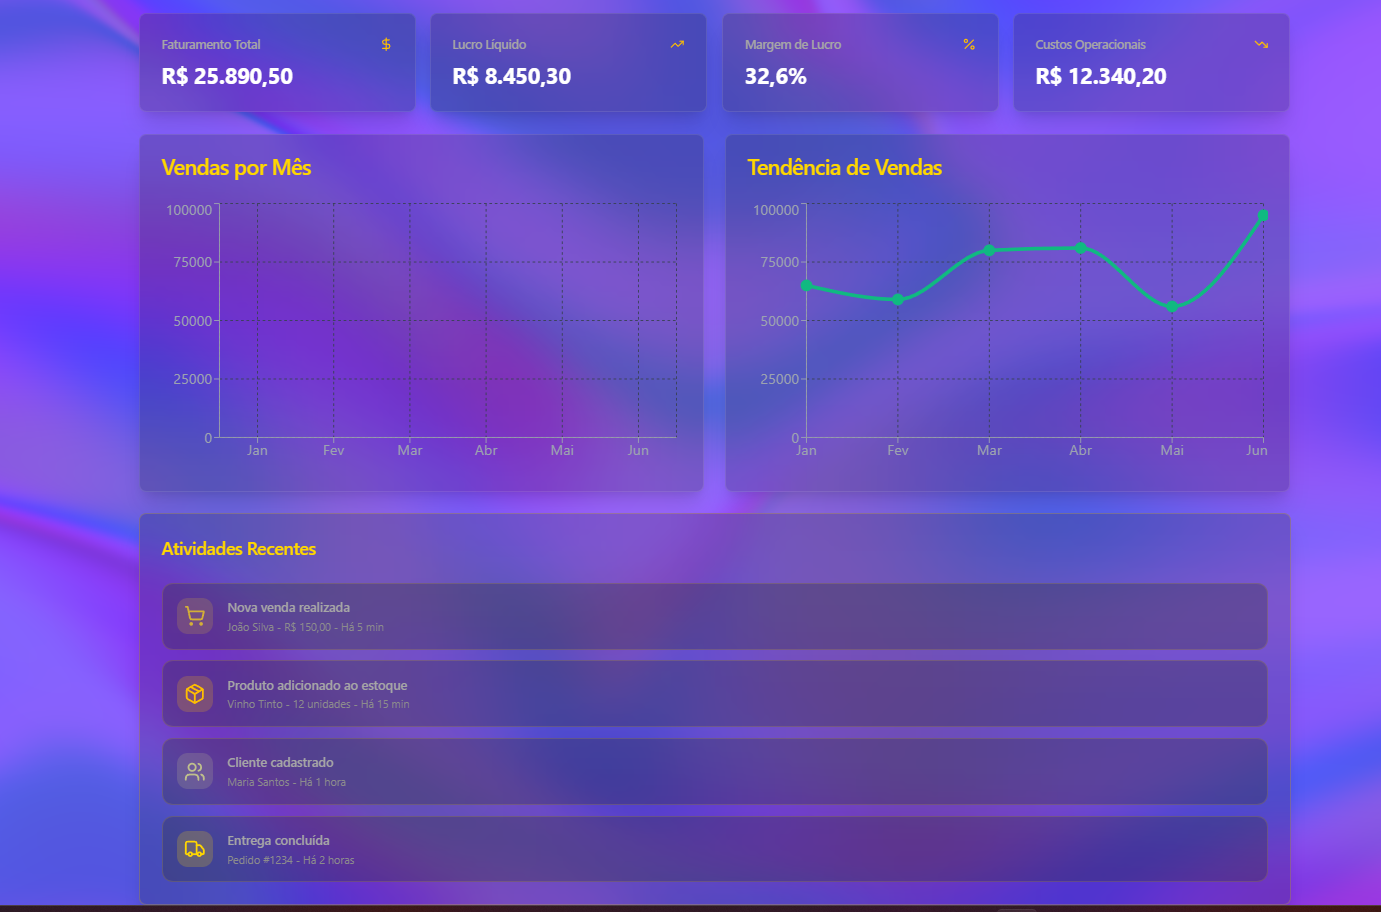 Faturamento Total
$
R$ 25.890,50
Lucro Líquido
R$ 8.450,30
Margem de Lucro
%
32,6%
Custos Operacionais
R$ 12.340,20
Vendas por Mês
100000
75000
50000
25000
0
Jan Fev Mar Abr Mai Jun
Tendência de Vendas
100000
75000
50000
25000
0
Jan Fev Mar Abr Mai Jun
Atividades Recentes
Nova venda realizada
João Silva - R$ 150,00 - Há 5 min
Produto adicionado ao estoque
Vinho Tinto - 12 unidades - Há 15 min
Cliente cadastrado
Maria Santos - Há 1 hora
Entrega concluída
Pedido #1234 - Há 2 horas